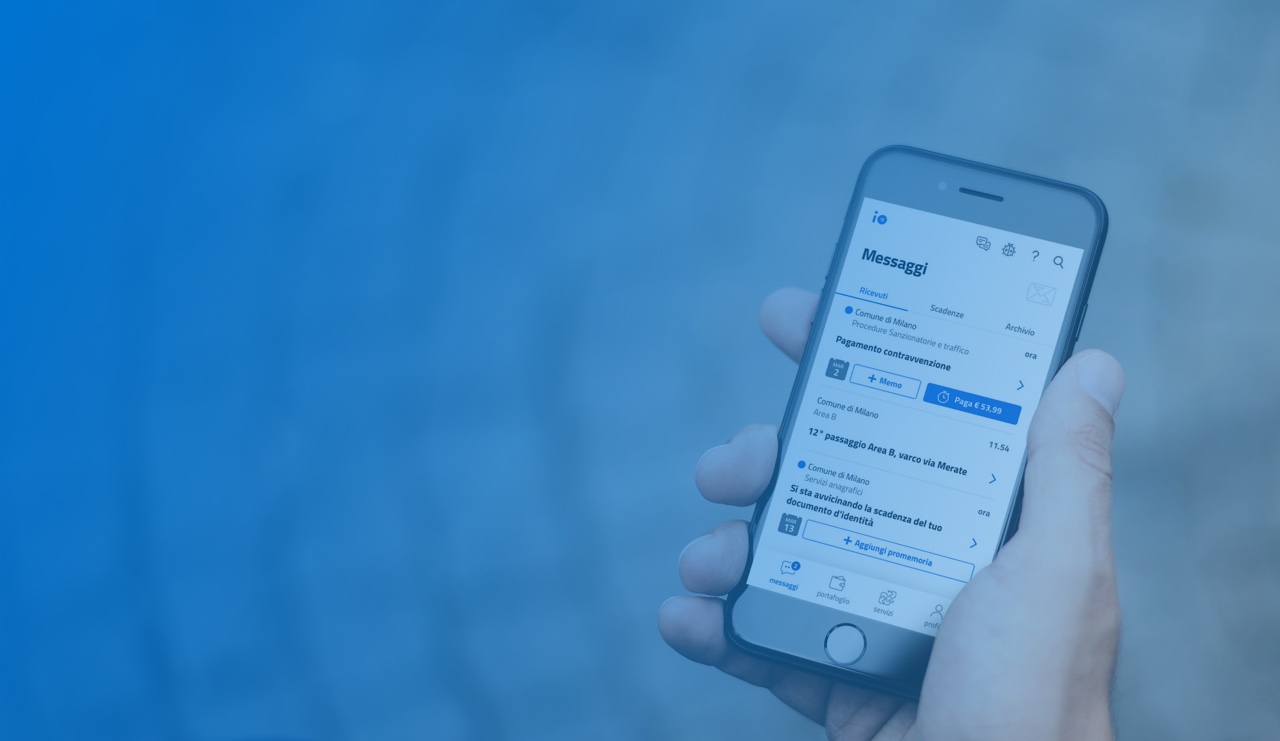 io
?
Messaggi
Ricevuti
Scadenze
Archivio
Comune di Milano
Procedure Sanzionatorie e traffico
ora
Pagamento contravvenzione
MAR
2
+ Memo
Paga € 53,99
Comune di Milano
Area B
11.54
12° passaggio Area B, varco via Merate
Comune di Milano
Servizi anagrafici
ora
Si sta avvicinando la scadenza del tuo
documento d'identità
MAR
13
+ Aggiungi promemoria
2
messaggi
portafoglio
servizi